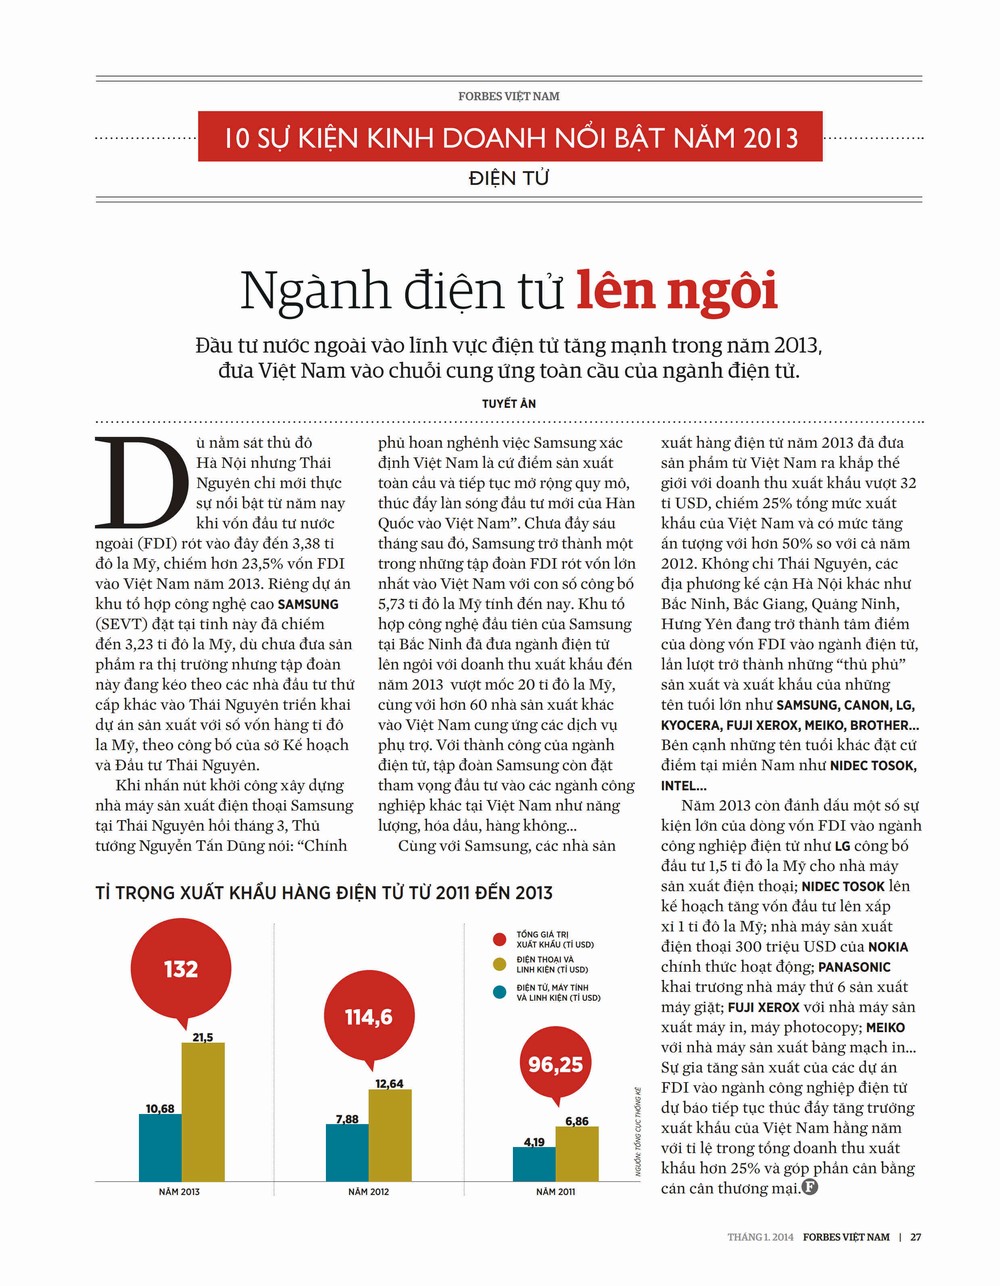 FORBES VIỆT NAM
10 SỰ KIỆN KINH DOANH NỔI BẬT NĂM 2013
ĐIỆN TỬ
Ngành điện tử lên ngôi
Đầu tư nước ngoài vào lĩnh vực điện tử tăng mạnh trong năm 2013,
đưa Việt Nam vào chuỗi cung ứng toàn cầu của ngành điện tử.
TUYẾT ÂN
Dù nằm sát thủ đô
Hà Nội nhưng Thái
Nguyên chỉ mới thực
sự nổi bật từ năm nay
khi vốn đầu tư nước
ngoài (FDI) rót vào đây đến 3,38 tỉ
đô la Mỹ, chiếm hơn 23,5% vốn FDI
vào Việt Nam năm 2013. Riêng dự án
khu tổ hợp công nghệ cao SAMSUNG
(SEVT) đặt tại tỉnh này đã chiếm
đến 3,23 tỉ đô la Mỹ, dù chưa đưa sản
phẩm ra thị trường nhưng tập đoàn
này đang kéo theo các nhà đầu tư thứ
cấp khác vào Thái Nguyên triển khai
dự án sản xuất với số vốn hàng tỉ đô
la Mỹ, theo công bố của sở Kế hoạch
và Đầu tư Thái Nguyên.
Khi nhấn nút khởi công xây dựng
nhà máy sản xuất điện thoại Samsung
tại Thái Nguyên hồi tháng 3, Thủ
tướng Nguyễn Tấn Dũng nói: “Chính
phủ hoan nghênh việc Samsung xác
định Việt Nam là cứ điểm sản xuất
toàn cầu và tiếp tục mở rộng quy mô,
thúc đẩy làn sóng đầu tư mới của Hàn
Quốc vào Việt Nam”. Chưa đầy sáu
tháng sau đó, Samsung trở thành một
trong những tập đoàn FDI rót vốn lớn
nhất vào Việt Nam với con số công bố
5,73 tỉ đô la Mỹ tính đến nay. Khu tổ
hợp công nghệ đầu tiên của Samsung
tại Bắc Ninh đã đưa ngành điện tử
lên ngôi với doanh thu xuất khẩu đến
năm 2013 vượt mốc 20 tỉ đô la Mỹ,
cùng với hơn 60 nhà sản xuất khác
vào Việt Nam cung ứng các dịch vụ
phụ trợ. Với thành công của ngành
điện tử, tập đoàn Samsung còn đặt
tham vọng đầu tư vào các ngành công
nghiệp khác tại Việt Nam như năng
lượng, hóa dầu, hàng không...
Cùng với Samsung, các nhà sản
xuất hàng điện tử năm 2013 đã đưa
sản phẩm từ Việt Nam ra khắp thế
giới với doanh thu xuất khẩu vượt 32
tỉ USD, chiếm 25% tổng mức xuất
khẩu của Việt Nam và có mức tăng
ấn tượng với hơn 50% so với cả năm
2012. Không chỉ Thái Nguyên, các
địa phương kế cận Hà Nội khác như
Bắc Ninh, Bắc Giang, Quảng Ninh,
Hưng Yên đang trở thành tâm điểm
của dòng vốn FDI vào ngành điện tử,
lần lượt trở thành những “thủ phủ”
sản xuất và xuất khẩu của những
tên tuổi lớn như SAMSUNG, CANON, LG,
KYOCERA, FUJI XEROX, MEIKO, BROTHER...
Bên cạnh những tên tuổi khác đặt cứ
điểm tại miền Nam như NIDEC TOSOK,
INTEL...
Năm 2013 còn đánh dấu một số sự
kiện lớn của dòng vốn FDI vào ngành
công nghiệp điện tử như LG công bố
đầu tư 1,5 tỉ đô la Mỹ cho nhà máy
sản xuất điện thoại; NIDEC TOSOK lên
kế hoạch tăng vốn đầu tư lên xấp
xỉ 1 tỉ đô la Mỹ; nhà máy sản xuất
điện thoại 300 triệu USD của NOKIA
chính thức hoạt động; PANASONIC
khai trương nhà máy thứ 6 sản xuất
máy giặt; FUJI XEROX với nhà máy sản
xuất máy in, máy photocopy; MEIKO
với nhà máy sản xuất bảng mạch in...
Sự gia tăng sản xuất của các dự án
FDI vào ngành công nghiệp điện tử
dự báo tiếp tục thúc đẩy tăng trưởng
xuất khẩu của Việt Nam hằng năm
với tỉ lệ trong tổng doanh thu xuất
khẩu hơn 25% và góp phần cân bằng
cán cân thương mại. F
TỈ TRỌNG XUẤT KHẨU HÀNG ĐIỆN TỬ TỪ 2011 ĐẾN 2013
TỔNG GIÁ TRỊ
XUẤT KHẨU (TỈ USD)
ĐIỆN THOẠI VÀ
LINH KIỆN (TỈ USD)
ĐIỆN TỬ, MÁY TÍNH
VÀ LINH KIỆN (TỈ USD)
132
21,5
10,68
NĂM 2013
114,6
12,64
7,88
NĂM 2012
96,25
6,86
4,19
NĂM 2011
NGUỒN: TỔNG CỤC THỐNG KÊ
THÁNG 1. 2014 FORBES VIỆT NAM | 27